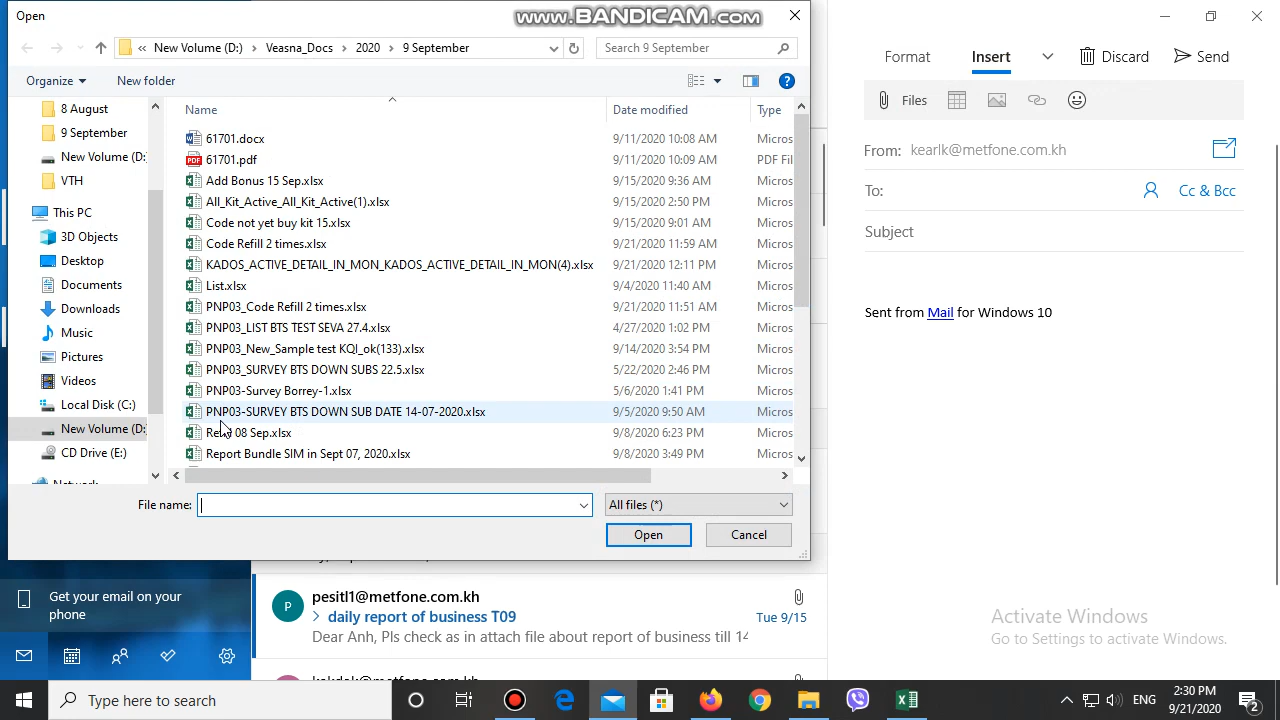 Open
www.BANDICAM.com
« New Volume (D:) › Veasna_Docs › 2020 › 9 September
Search 9 September
Organize
New folder
8 August
9 September
New Volume (D:
VTH
This PC
3D Objects
Desktop
Documents
Downloads
Music
Pictures
Videos
Local Disk (C:)
New Volume (D:
CD Drive (E:)
Name Date modified Type
61701.docx 9/11/2020 10:08 AM Micros
61701.pdf 9/11/2020 10:09 AM PDF Fil
Add Bonus 15 Sep.xlsx 9/15/2020 9:36 AM Micros
All_Kit_Active_All_Kit_Active(1).xlsx 9/15/2020 2:50 PM Micros
Code not yet buy kit 15.xlsx 9/15/2020 9:01 AM Micros
Code Refill 2 times.xlsx 9/21/2020 11:59 AM Micros
KADOS_ACTIVE_DETAIL_IN_MON_KADOS_ACTIVE_DETAIL_IN_MON(4).xlsx 9/21/2020 12:11 PM Micros
List.xlsx 9/4/2020 11:40 AM Micros
PNP03_Code Refill 2 times.xlsx 9/21/2020 11:51 AM Micros
PNP03_LIST BTS TEST SEVA 27.4.xlsx 4/27/2020 1:02 PM Micros
PNP03_New_Sample test KQI_ok(133).xlsx 9/14/2020 3:54 PM Micros
PNP03_SURVEY BTS DOWN SUBS 22.5.xlsx 5/22/2020 2:46 PM Micros
PNP03-Survey Borrey-1.xlsx 5/6/2020 1:41 PM Micros
PNP03-SURVEY BTS DOWN SUB DATE 14-07-2020.xlsx 9/5/2020 9:50 AM Micros
08 Sep.xlsx 9/8/2020 6:23 PM Micros
Report Bundle SIM in Sept 07, 2020.xlsx 9/8/2020 3:49 PM Micros
File name:
All files (*)
Open
Cancel
Format
Insert
Discard
Send
Files
From: kearlk@metfone.com.kh
To:
Cc & Bcc
Subject
Sent from Mail for Windows 10
Get your email on your
phone
P
pesitl1@metfone.com.kh
daily report of business T09
Tue 9/15
Dear Anh, Pls check as in attach file about report of business till 14
Activate Windows
Go to Settings to activate Windows.
Type here to search
ENG
2:30 PM
9/21/2020
2